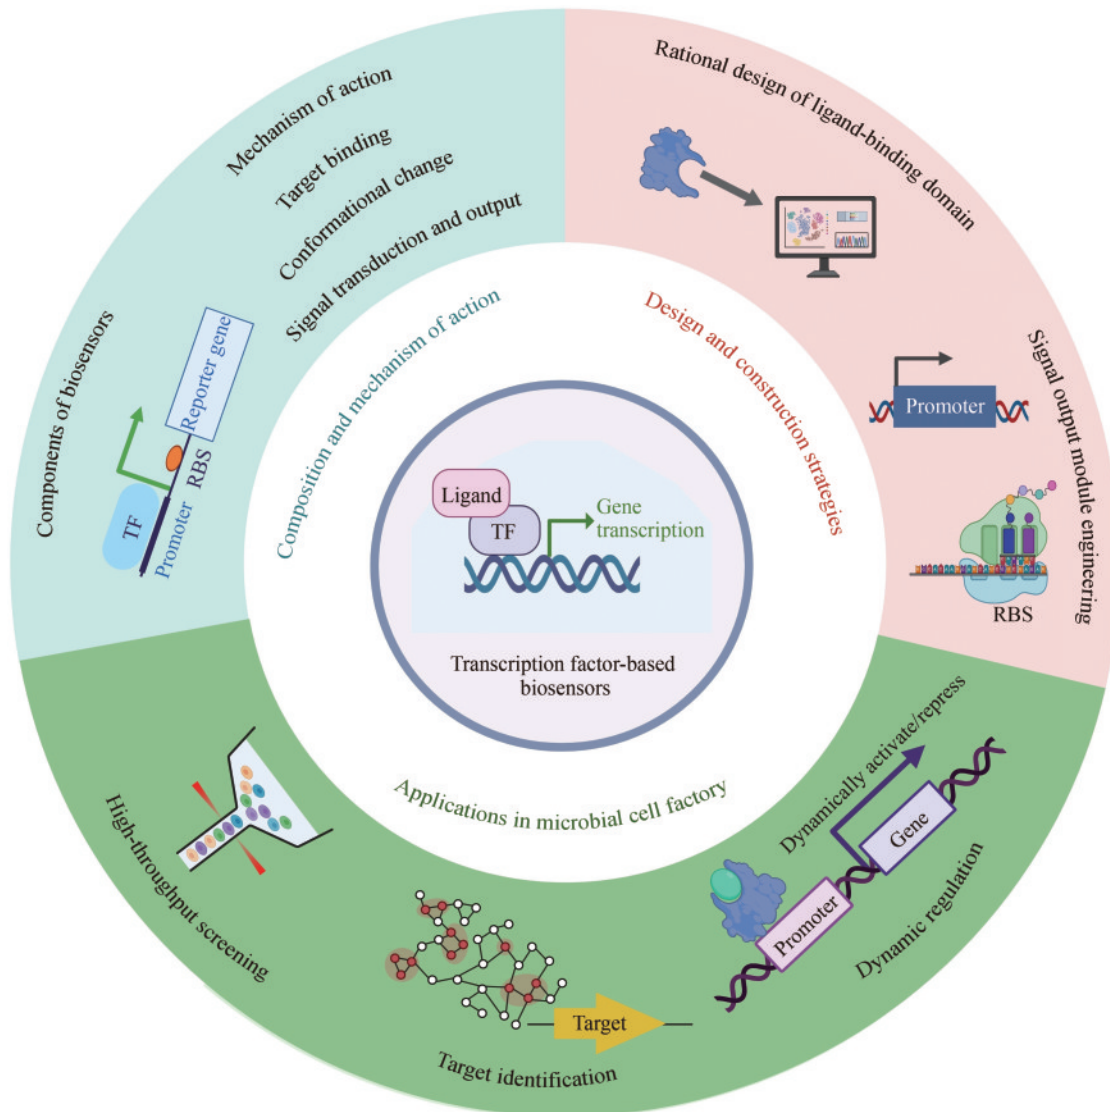 Mechanism of action
Target binding
Conformational change
Signal transduction and output
Components of biosensors
TF
Promoter
RBS
Reporter gene
Composition and mechanism of action
Rational design of ligand-binding domain
Design and construction strategies
Promoter
RBS
Signal output module engineering
Ligand
TF
Gene
transcription
Transcription factor-based
biosensors
Applications in microbial cell factory
High-throughput screening
Target
Target identification
Dynamically activate/repress
Promoter
Gene
Dynamic regulation